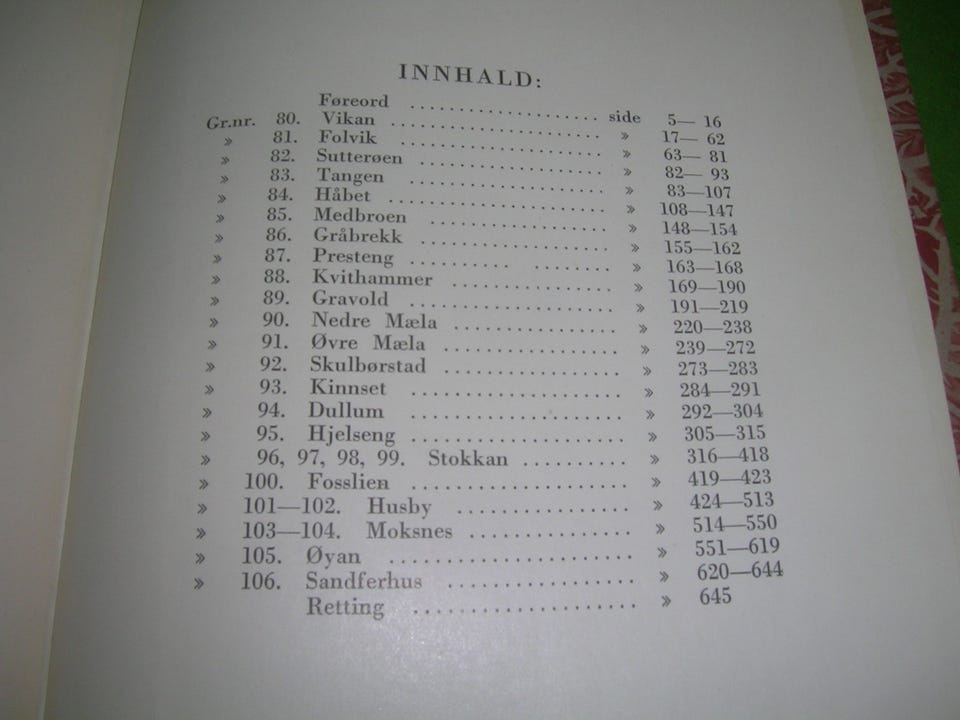 INNHALD:
Føreord .............................. side 5— 16
Gr.nr. 80. Vikan .............................. » 17— 62
» 81. Folvik .............................. » 63— 81
» 82. Sutterøen .......................... » 82— 93
» 83. Tangen ............................ » 83—107
» 84. Håbet .............................. » 108—147
» 85. Medbroen ......................... » 148—154
» 86. Gråbrekk .......................... » 155—162
» 87. Presteng .......... ........ » 163—168
» 88. Kvithammer ...................... » 169—190
» 89. Gravold ........................... » 191—219
» 90. Nedre Mæla ...................... » 220—238
» 91. Øvre Mæla ....................... » 239—272
» 92. Skulbørstad ...................... » 273—283
» 93. Kinnset ........................... » 284—291
» 94. Dullum ............................ » 292—304
» 95. Hjelseng .......................... » 305—315
» 96, 97, 98, 99. Stokkan .......... » 316—418
» 100. Fosslien ......................... » 419—423
» 101—102. Husby ................. » 424—513
» 103—104. Moksnes ................ » 514—550
» 105. Øyan ............................ » 551—619
» 106. Sandferhus ..................... » 620—644
Retting ....................... » 645